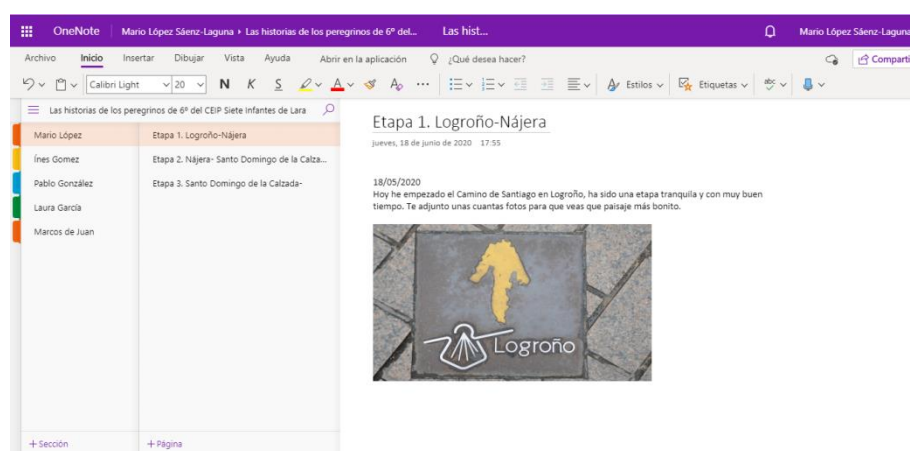 OneNote
Mario López Sáenz-Laguna ▸ Las historias de los peregrinos de 6º del...
Las hist...
Mario López Sáenz-Laguna
Archivo Inicio Insertar Dibujar Vista Ayuda Abrir en la aplicación ¿Qué desea hacer?
Comparti
Calibri Light 20 N K S A Estilos Etiquetas abc
Las historias de los peregrinos de 6º del CEIP Siete Infantes de Lara
Mario López
Ínes Gomez
Pablo González
Laura García
Marcos de Juan
+ Sección
Etapa 1. Logroño-Nájera
Etapa 2. Nájera- Santo Domingo de la Calza...
Etapa 3. Santo Domingo de la Calzada-
+ Página
Etapa 1. Logroño-Nájera
jueves, 18 de junio de 2020 17:55
18/05/2020
Hoy he empezado el Camino de Santiago en Logroño, ha sido una etapa tranquila y con muy buen
tiempo. Te adjunto unas cuantas fotos para que veas que paisaje más bonito.
Logroño